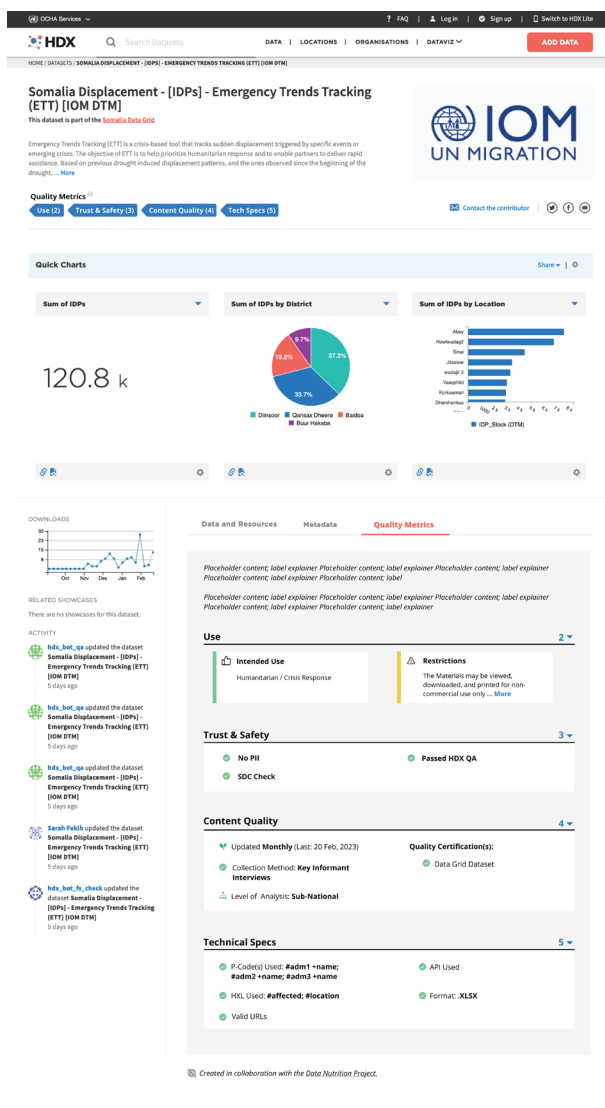 OCHA Services
? FAQ | Log in | Sign up | Switch to HDX Lite
HDX
Search Datasets
DATA | LOCATIONS | ORGANISATIONS | DATAVIZ
ADD DATA
HOME / DATASETS / SOMALIA DISPLACEMENT - [IDPS] - EMERGENCY TRENDS TRACKING (ETT) [IOM DTM]
Somalia Displacement - [IDPs] - Emergency Trends Tracking
(ETT) [IOM DTM]
This dataset is part of the Somalia Data Grid
Emergency Trends Tracking (ETT) is a crisis-based tool that tracks sudden displacement triggered by specific events or
emerging crises. The objective of ETT is to help prioritize humanitarian response and to enable partners to deliver rapid
assistance. Based on previous drought induced displacement patterns, and the ones observed since the beginning of the
drought, ... More
IOM
UN MIGRATION
Quality Metrics
Use (2)
Trust & Safety (3)
Content Quality (4)
Tech Specs (5)
Contact the contributor
Quick Charts
Share
Sum of IDPs
120.8 k
Sum of IDPs by District
9.7%
37.3%
19.2%
33.7%
Diinsoor
Qansax Dheere
Baidoa
Buur Hakaba
Sum of IDPs by Location
Abay
Howlwadag2
Sinai
Jiisiow
wadajir 2
Yaaqshiid
Korksamari
0 1000 2k 3k 4k 5k 6k 7k 8k
IDP_Stock (DTM)
DOWNLOADS
30
23
15
8
Oct Nov Dec Jan Feb
RELATED SHOWCASES
There are no showcases for this dataset.
ACTIVITY
hdx_bot_qa updated the dataset
Somalia Displacement - [IDPs] -
Emergency Trends Tracking (ETT)
[IOM DTM]
5 days ago
hdx_bot_qa updated the dataset
Somalia Displacement - [IDPs] -
Emergency Trends Tracking (ETT)
[IOM DTM]
5 days ago
hdx_bot_qa updated the dataset
Somalia Displacement - [IDPs] -
Emergency Trends Tracking (ETT)
[IOM DTM]
5 days ago
Sarah Fekih updated the dataset
Somalia Displacement - [IDPs] -
Emergency Trends Tracking (ETT)
[IOM DTM]
5 days ago
hdx_bot_fs_check updated the
dataset Somalia Displacement -
[IDPs] - Emergency Trends Tracking
(ETT) [IOM DTM]
5 days ago
Data and Resources
Metadata
Quality Metrics
Placeholder content; label explainer Placeholder content; label explainer Placeholder content; label explainer
Placeholder content; label explainer Placeholder content; label
Placeholder content; label explainer Placeholder content; label explainer Placeholder content; label explainer
Placeholder content; label explainer Placeholder content; label explainer
Use
2
Intended Use
Humanitarian / Crisis Response
Restrictions
The Materials may be viewed,
downloaded, and printed for non-
commercial use only ... More
Trust & Safety
3
No PII
Passed HDX QA
SDC Check
Content Quality
4
Updated Monthly (Last: 20 Feb, 2023)
Quality Certification(s):
Collection Method: Key Informant
Interviews
Data Grid Dataset
Level of Analysis: Sub-National
Technical Specs
5
P-Code(s) Used: #adm1 +name;
#adm2 +name; #adm3 +name
API Used
HXL Used: #affected; #location
Format: .XLSX
Valid URLs
Created in collaboration with the Data Nutrition Project.